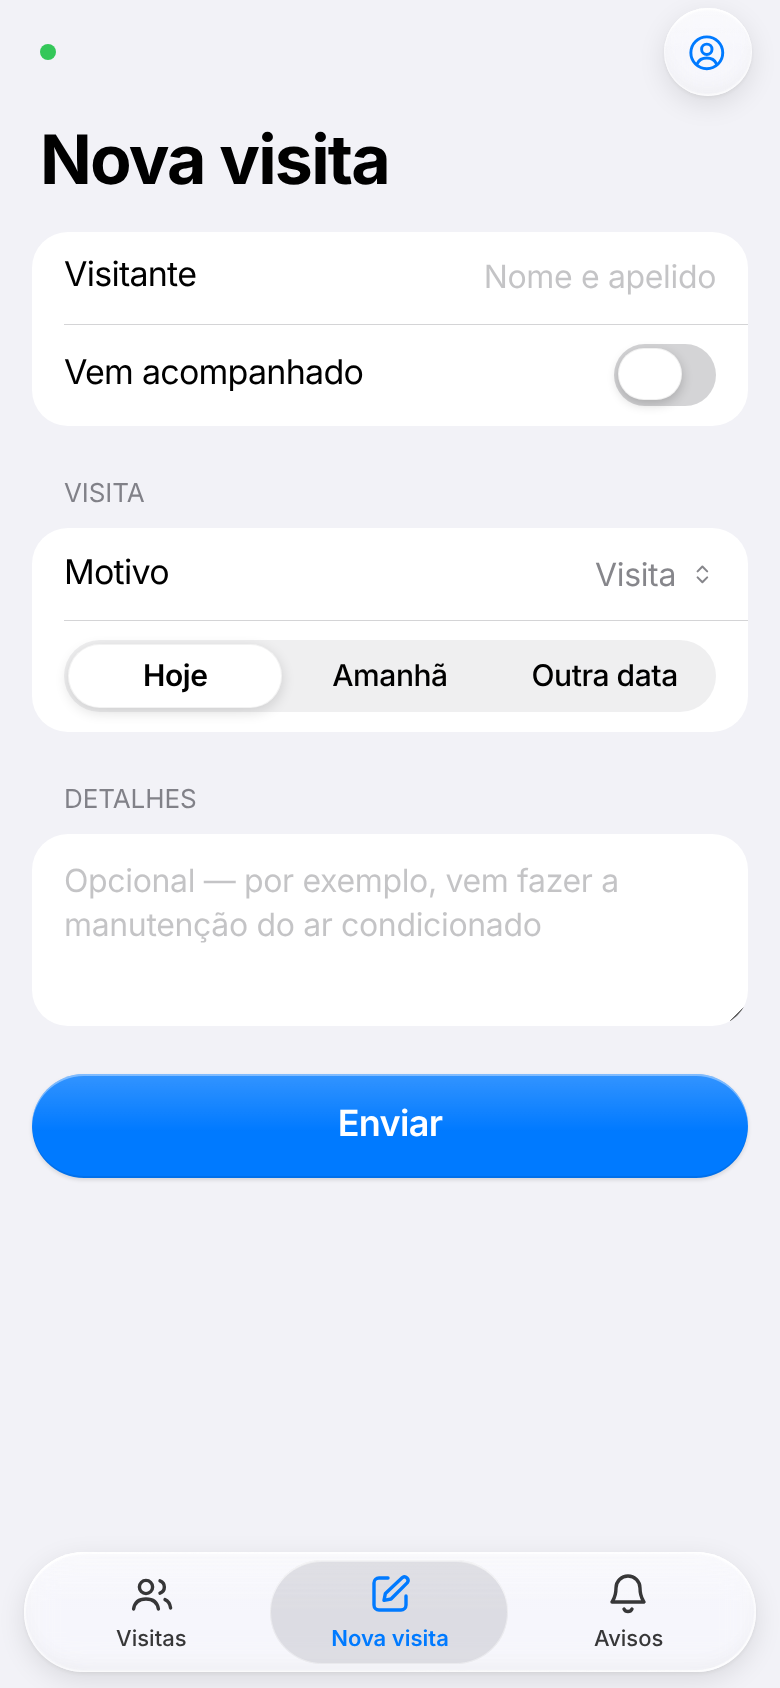 Nova visita
Visitante
Nome e apelido
Vem acompanhado
VISITA
Motivo
Visita
Hoje
Amanhã
Outra data
DETALHES
Opcional — por exemplo, vem fazer a
manutenção do ar condicionado
Enviar
Visitas
Nova visita
Avisos